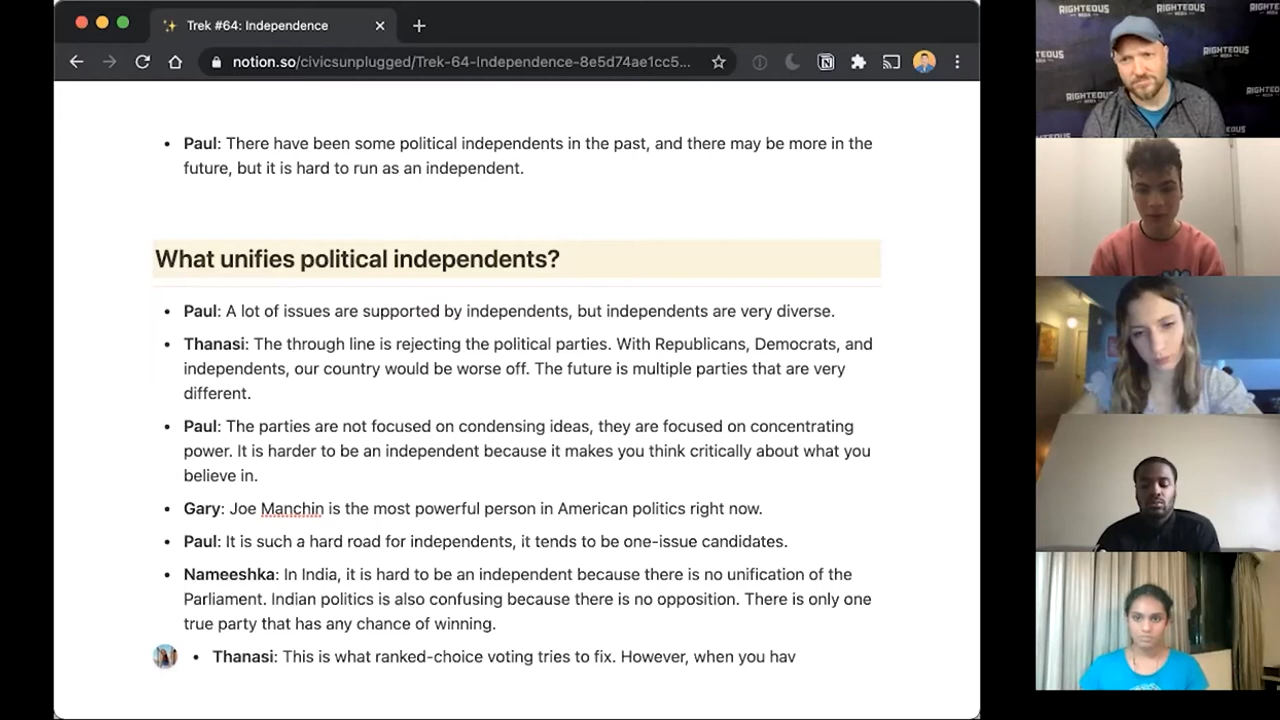 Trek #64: Independence
notion.so/civicsunplugged/Trek-64-Independence-8e5d74ae1cc5...
• Paul: There have been some political independents in the past, and there may be more in the
future, but it is hard to run as an independent.
What unifies political independents?
• Paul: A lot of issues are supported by independents, but independents are very diverse.
• Thanasi: The through line is rejecting the political parties. With Republicans, Democrats, and
independents, our country would be worse off. The future is multiple parties that are very
different.
• Paul: The parties are not focused on condensing ideas, they are focused on concentrating
power. It is harder to be an independent because it makes you think critically about what you
believe in.
• Gary: Joe Manchin is the most powerful person in American politics right now.
• Paul: It is such a hard road for independents, it tends to be one-issue candidates.
• Nameeshka: In India, it is hard to be an independent because there is no unification of the
Parliament. Indian politics is also confusing because there is no opposition. There is only one
true party that has any chance of winning.
• Thanasi: This is what ranked-choice voting tries to fix. However, when you hav
RIGHTEOUS
MEDIA
RIGHTEOUS
MEDIA
RIGHTEOUS
RIGHTEOUS